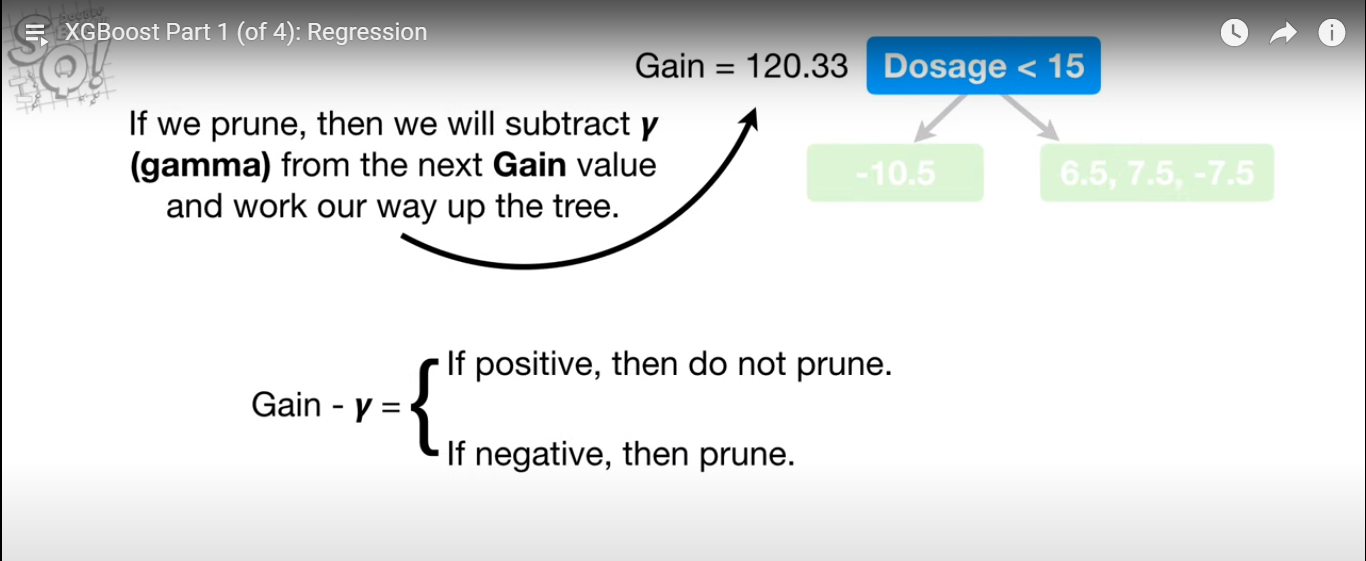 XGBoost Part 1 (of 4): Regression
Gain = 120.33 Dosage < 15
If we prune, then we will subtract γ
(gamma) from the next Gain value
and work our way up the tree.
-10.5
6.5, 7.5, -7.5
If positive, then do not prune.
Gain - γ =
If negative, then prune.